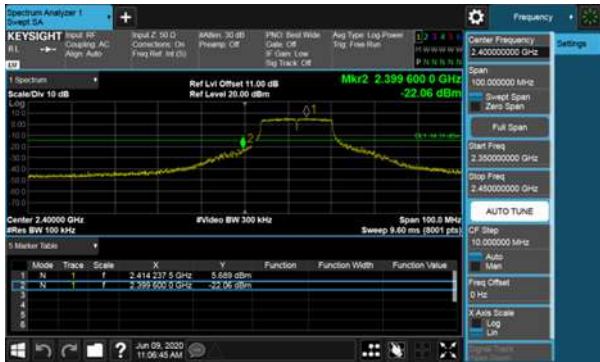 Spectrum Analyzer 1
Swept SA
+
Frequency
KEYSIGHT
Input: RF
Coupling: AC
Align: Auto
Input Z: 50 Ω
Corrections: On
Freq Ref: Int (S)
#Atten: 30 dB
Preamp: Off
PNO: Best Wide
Gate: Off
IF Gain: Low
Sig Track: Off
Avg Type: Log-Power
Trig: Free Run
Center Frequency
2.400000000 GHz
Settings
Span
100.000000 MHz
Swept Span
Zero Span
Full Span
Start Freq
2.350000000 GHz
Stop Freq
2.450000000 GHz
AUTO TUNE
CF Step
10.000000 MHz
Auto
Man
Freq Offset
0 Hz
X Axis Scale
Log
Lin
Signal Track
1 Spectrum
Scale/Div 10 dB
Ref Lvl Offset 11.00 dB
Ref Level 20.00 dBm
Mkr2 2.399 600 0 GHz
-22.06 dBm
Log
Center 2.40000 GHz
#Res BW 100 kHz
#Video BW 300 kHz
Span 100.0 MHz
Sweep 9.60 ms (8001 pts)
5 Marker Table
Mode Trace Scale X Y Function Function Width Function Value
1 N 1 f 2.414 237 5 GHz 5.689 dBm
2 N 1 f 2.399 600 0 GHz -22.06 dBm
3
4
5
6
Jun 09, 2020
11:06:45 AM